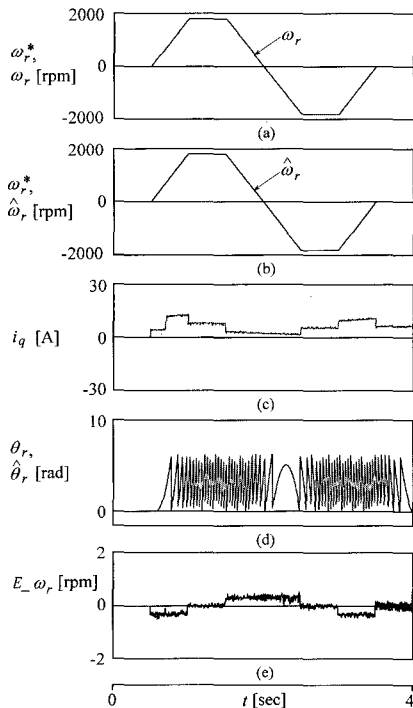 2000
ω_r^*,
ω_r [rpm]
0
ω_r
-2000
(a)
2000
ω_r^*,
ω̂_r [rpm]
0
ω̂_r
-2000
(b)
30
i_q [A]
0
-30
(c)
10
θ_r,
θ̂_r [rad]
0
(d)
2
E_ω_r [rpm]
0
-2
(e)
0 t [sec] 4